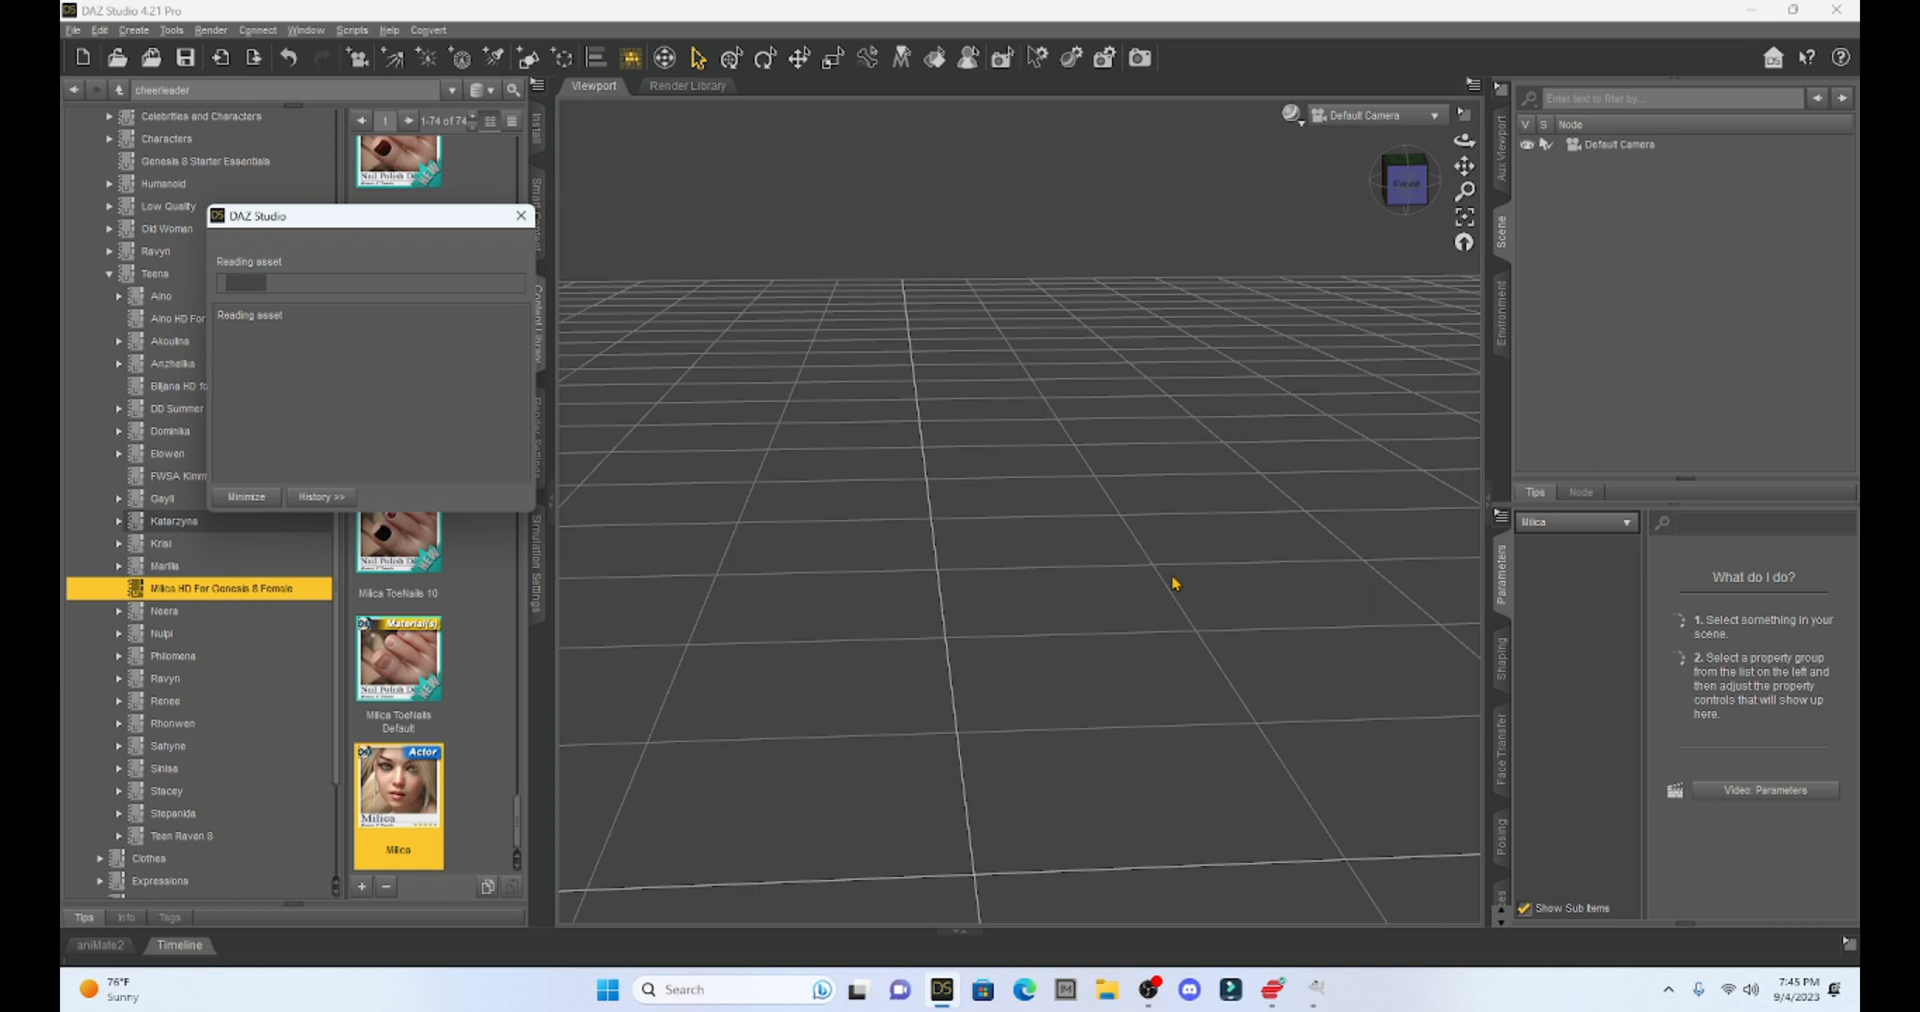 DAZ Studio 4.21 Pro
File Edit Create Tools Render Connect Window Scripts Help Convert
cheerleader
Viewport Render Library
Enter text to filter by...
1 1-74 of 74
Default Camera
V S Node
Default Camera
Celebrities and Characters
Characters
Genesis 8 Starter Essentials
Humanoid
Low Quality
Old Woman
Ravyn
Teens
Aino
Aino HD For
Akoulina
Anzhelika
Biljana HD fo
DD Summer
Dominika
Elowen
FWSA Kimm
Gayil
Katarzyna
Krisi
Marilla
Milica HD For Genesis 8 Female
Neera
Nulpi
Philomena
Ravyn
Renee
Rhonwen
Sahyne
Sinisa
Stacey
Stepanida
Teen Raven 8
Clothes
Expressions
DAZ Studio
Reading asset
Reading asset
Minimize History >>
NEW
NEW
Milica ToeNails 10
Material(s)
NEW
Milica ToeNails
Default
Actor
Milica
Milica
Install
Simulation Settings
Front
Aux Viewport
Scene
Environment
Tips Node
Milica
Parameters
Shaping
Face Transfer
Posing
What do I do?
1. Select something in your
scene.
2. Select a property group
from the list on the left and
then adjust the property
controls that will show up
here.
Video: Parameters
Show Sub Items
Tips Info Tags
aniMate2 Timeline
76°F
Sunny
Search
7:45 PM
9/4/2023